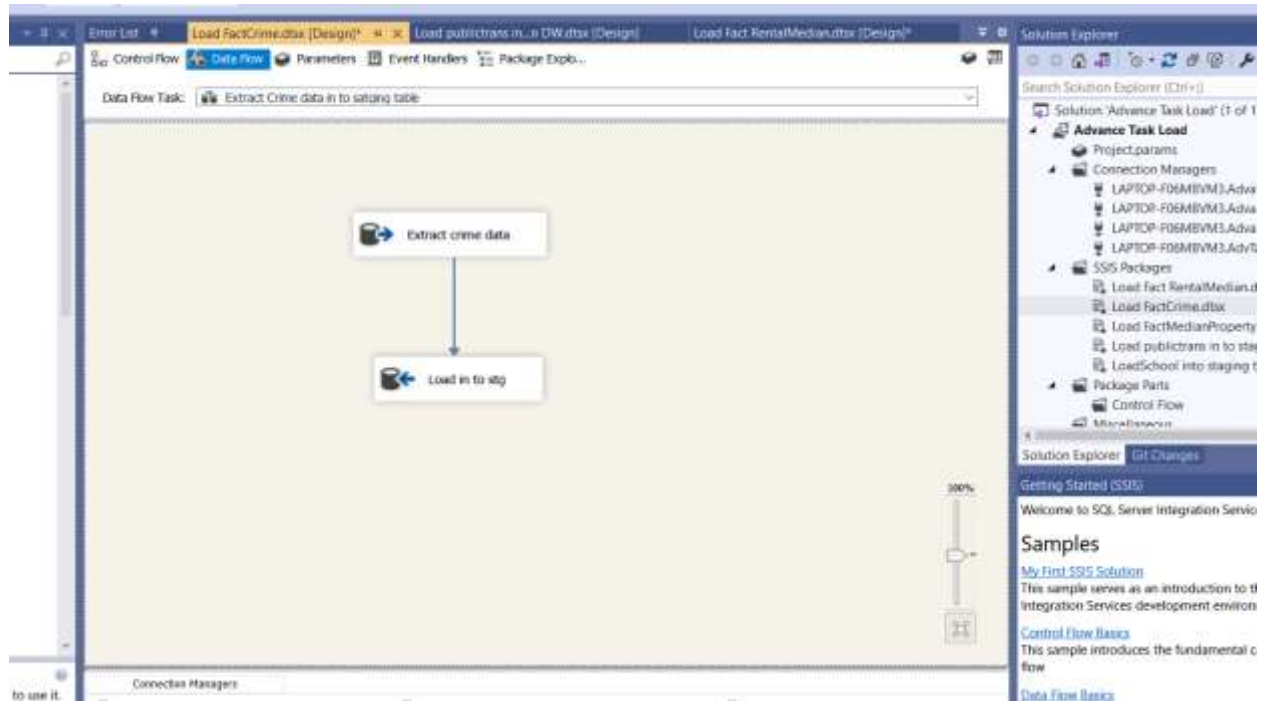 Error List
Load FactCrime.dtsx [Design]*
Load publictrans in...o DW.dtsx [Design]
Load Fact RentalMedian.dtsx [Design]*
Control Flow
Data Flow
Parameters
Event Handlers
Package Explo...
Data Flow Task:
Extract Crime data in to satging table
Extract crime data
Load in to stg
100%
Connection Managers
to use it.
Solution Explorer
Search Solution Explorer (Ctrl+;)
Solution 'Advance Task Load' (1 of 1
Advance Task Load
Project.params
Connection Managers
LAPTOP-F06MBVM3.Adva
LAPTOP-F06MBVM3.Adva
LAPTOP-F06MBVM3.Adva
LAPTOP-F06MBVM3.AdvTa
SSIS Packages
Load Fact RentalMedian.d
Load FactCrime.dtsx
Load FactMedianProperty
Load publictrans in to stag
LoadSchool into staging t
Package Parts
Control Flow
Miscellaneous
Solution Explorer
Git Changes
Getting Started (SSIS)
Welcome to SQL Server Integration Servic
Samples
My First SSIS Solution
This sample serves as an introduction to th
Integration Services development environ
Control Flow Basics
This sample introduces the fundamental c
flow
Data Flow Basics